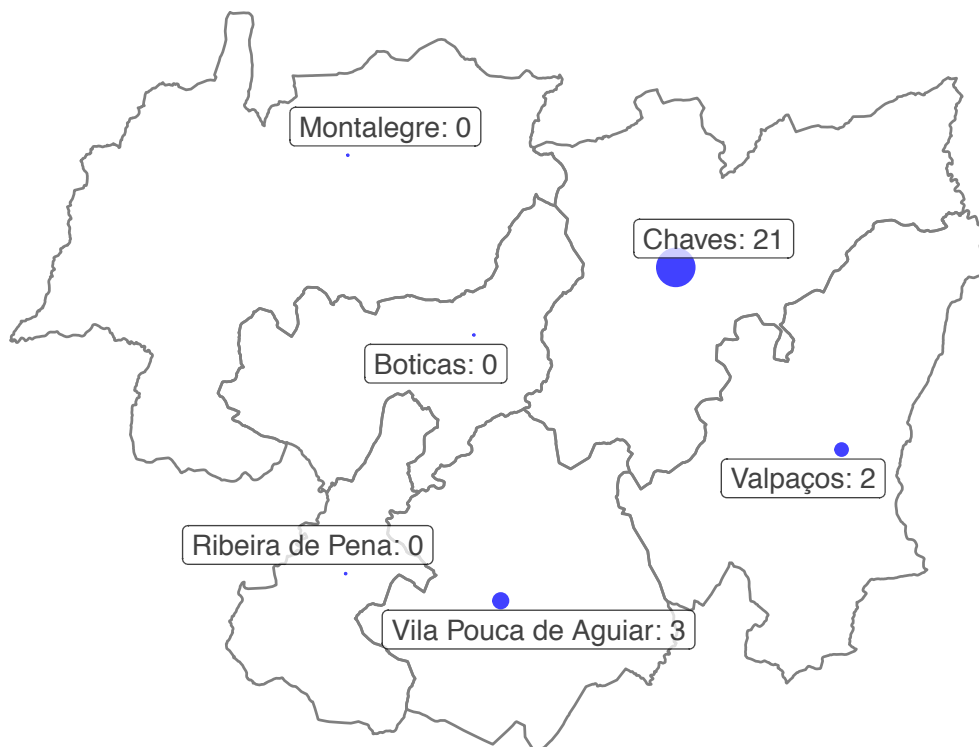 Montalegre: 0
Chaves: 21
Boticas: 0
Valpaços: 2
Ribeira de Pena: 0
Vila Pouca de Aguiar: 3